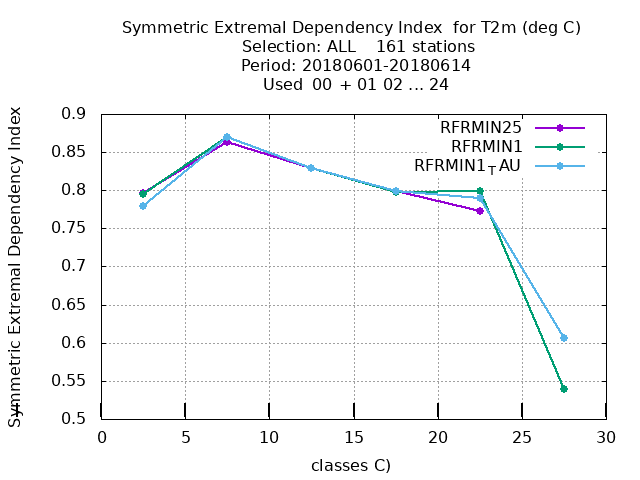 Symmetric Extremal Dependency Index for T2m (deg C)
Selection: ALL 161 stations
Period: 20180601-20180614
Used 00 + 01 02 ... 24
Symmetric Extremal Dependency Index
0.9
0.85
0.8
0.75
0.7
0.65
0.6
0.55
0.5
RFRMIN25
RFRMIN1
RFRMIN1TAU
0 5 10 15 20 25 30
classes C)